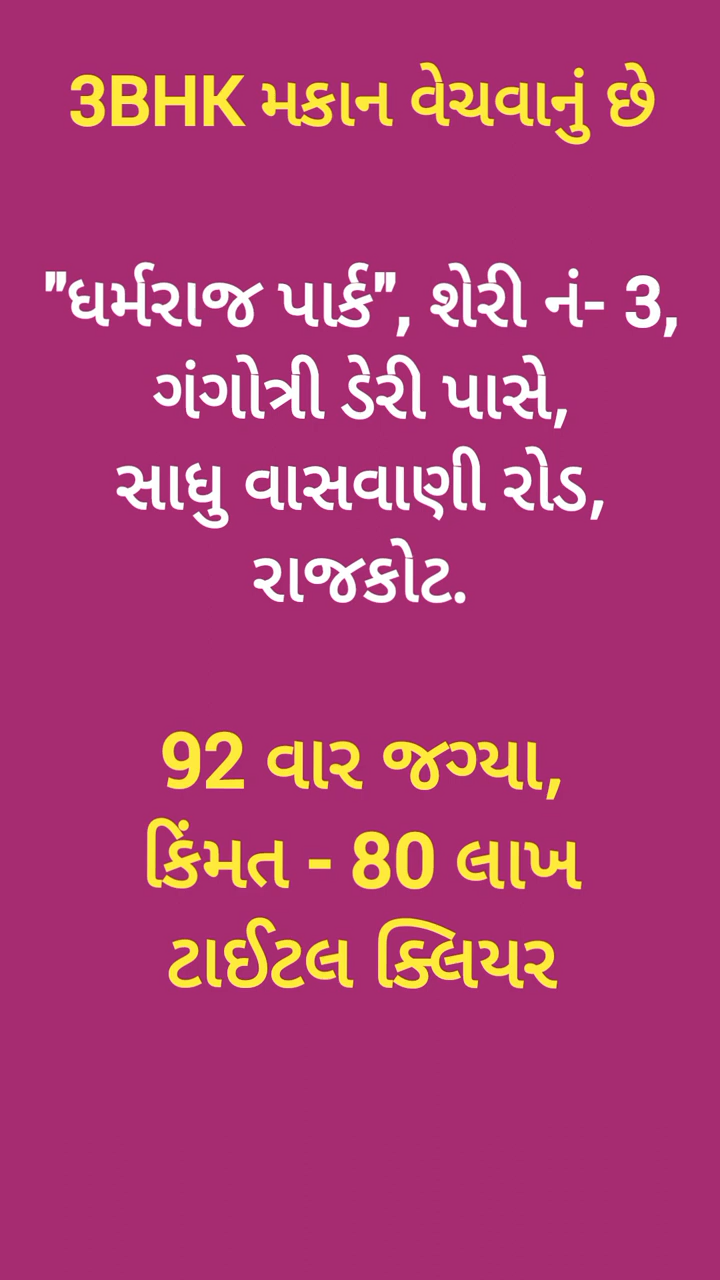 3BHK મકાન વેચવાનું છે
"ધર્મરાજ પાર્ક", શેરી નં- 3,
ગંગોત્રી ડેરી પાસે,
સાધુ વાસવાણી રોડ,
રાજકોટ.
92 વાર જગ્યા,
કિંમત - 80 લાખ
ટાઈટલ ક્લિયર